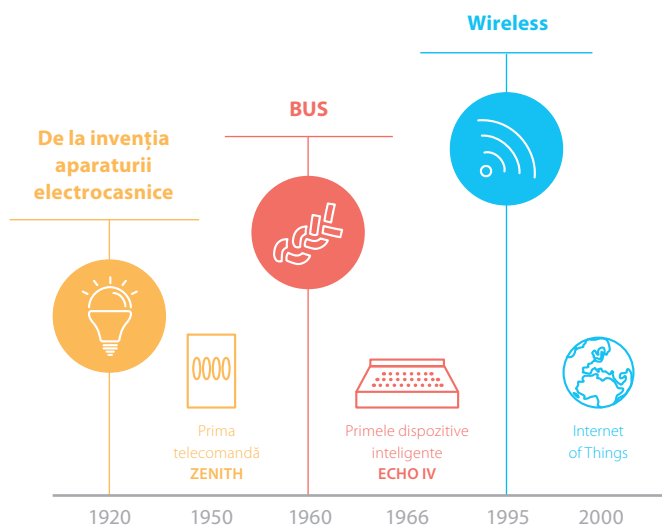 Wireless
BUS
De la invenția
aparaturii
electrocasnice
Prima
telecomandă
ZENITH
Primele dispozitive
inteligente
ECHO IV
Internet
of Things
1920
1950
1960
1966
1995
2000